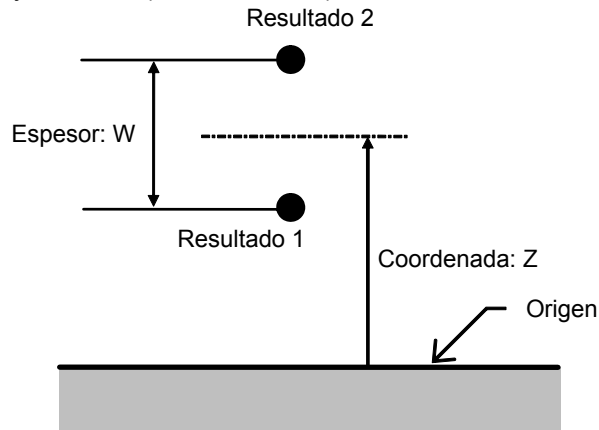 Resultado 2
Espesor: W
Resultado 1
Coordenada: Z
Origen